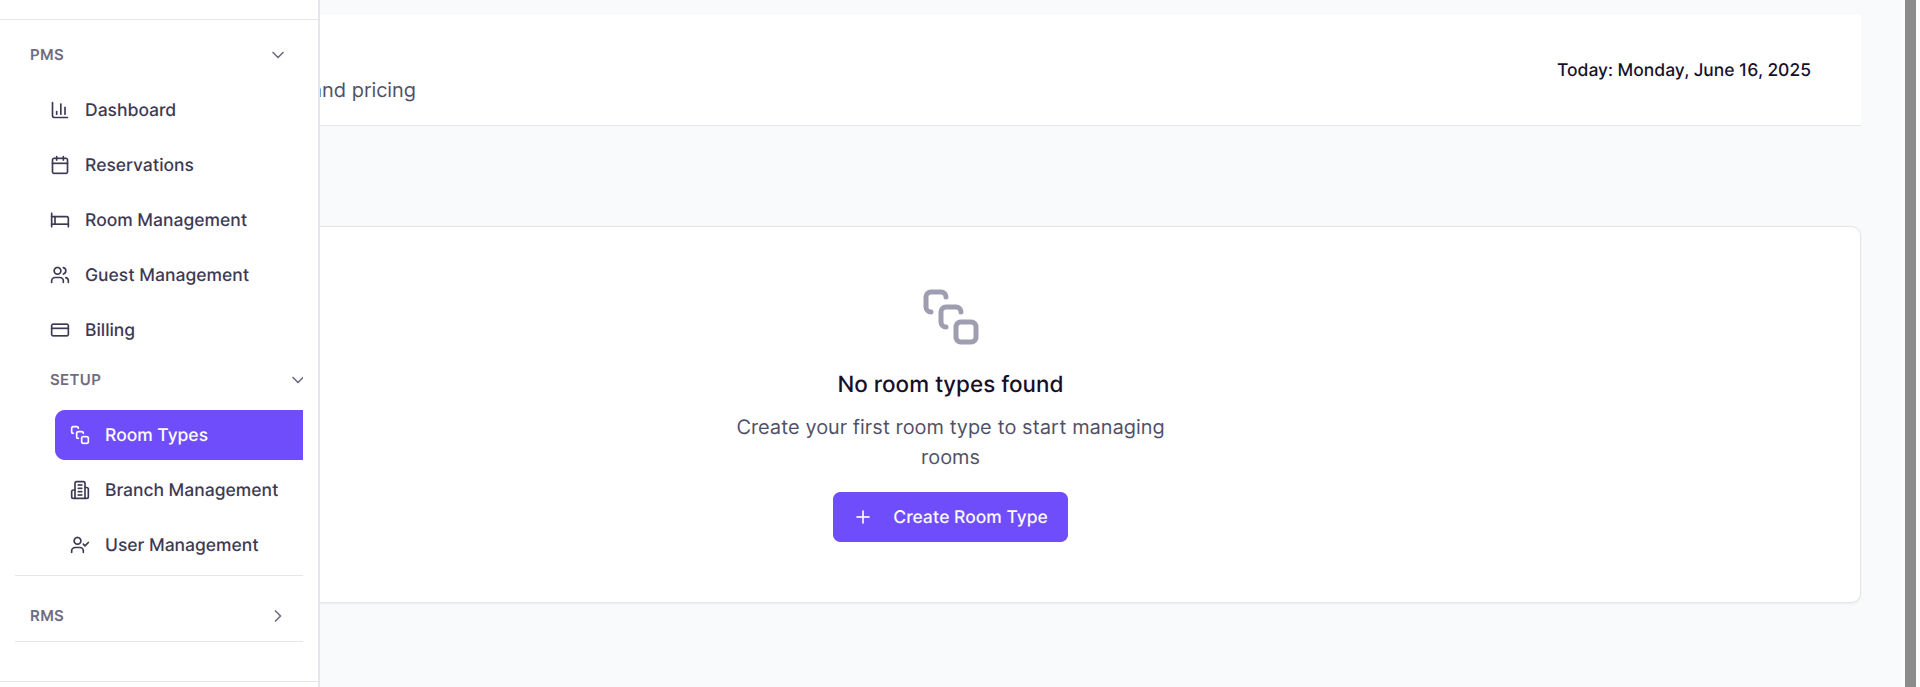 PMS
Dashboard
Reservations
Room Management
Guest Management
Billing
SETUP
Room Types
Branch Management
User Management
RMS
and pricing
Today: Monday, June 16, 2025
No room types found
Create your first room type to start managing
rooms
Create Room Type